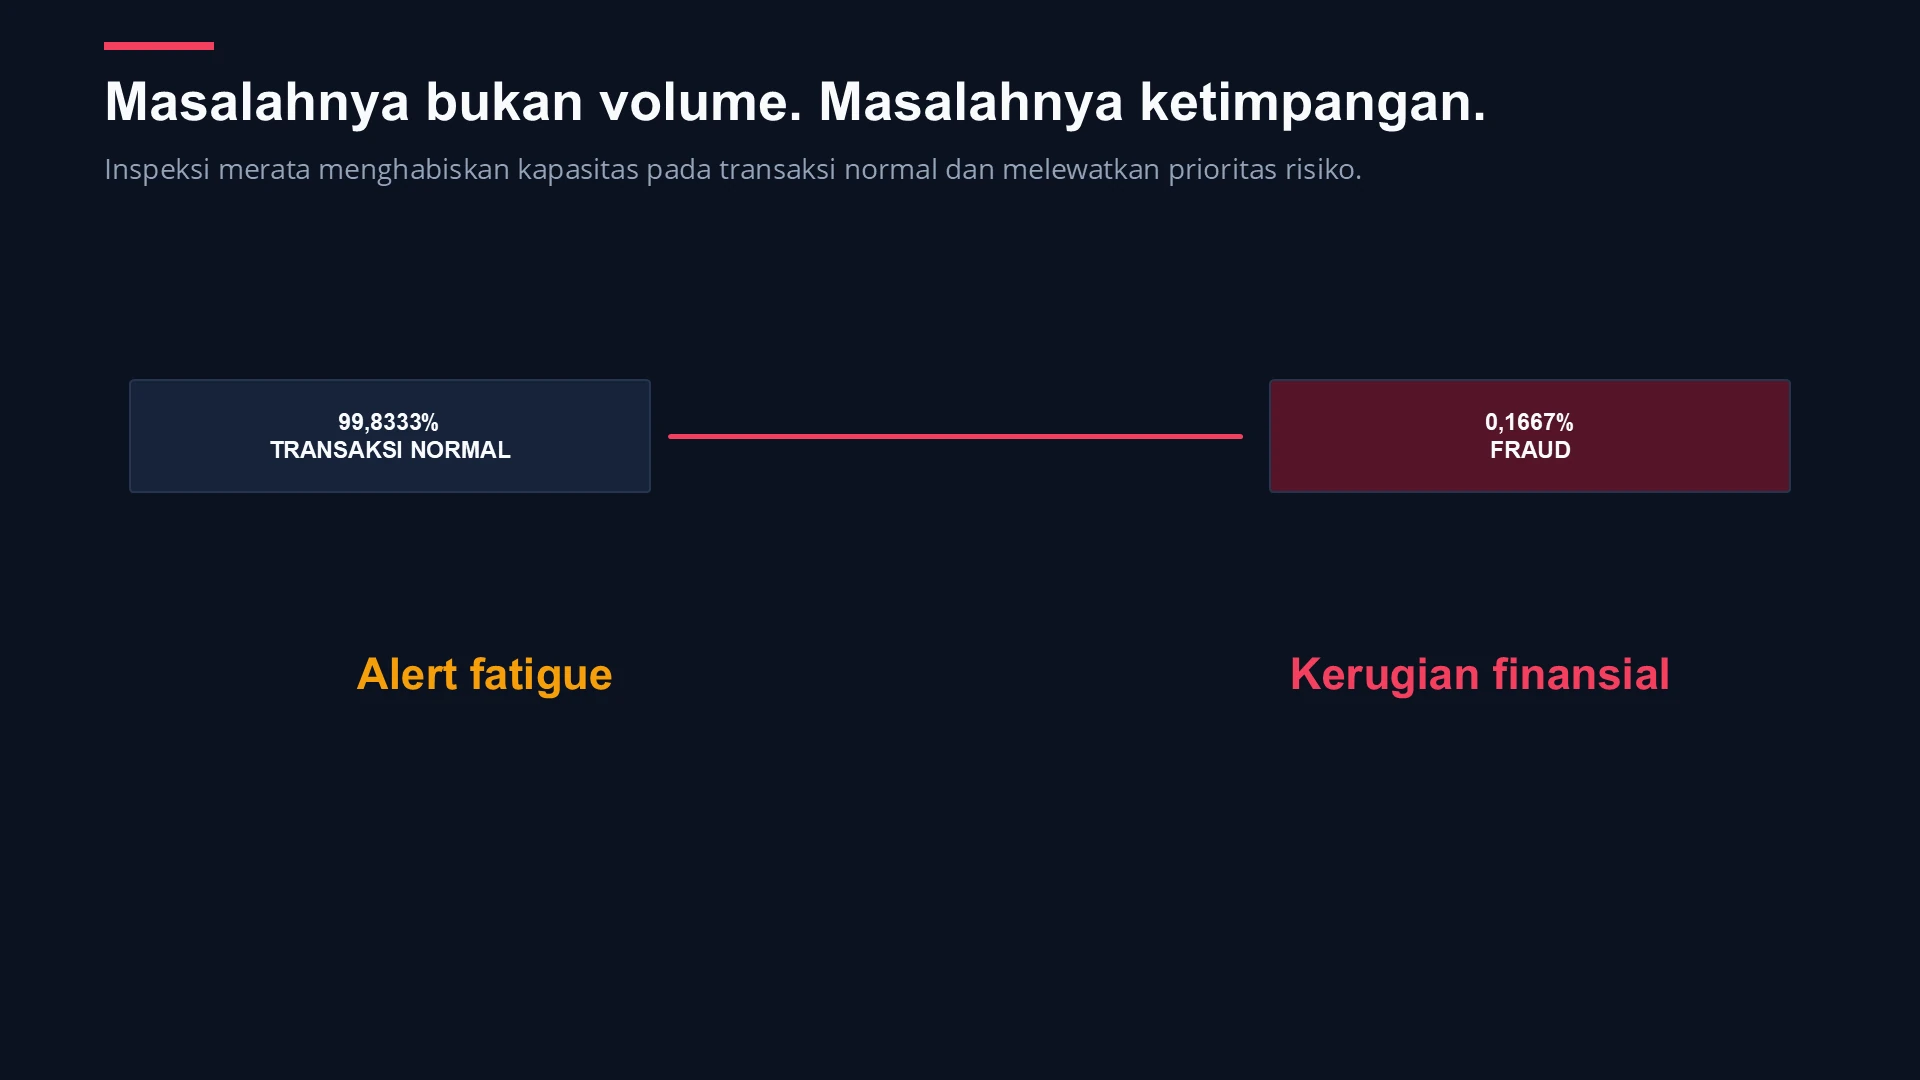 Masalahnya bukan volume. Masalahnya ketimpangan.
Inspeksi merata menghabiskan kapasitas pada transaksi normal dan melewatkan prioritas risiko.
99,8333%
TRANSAKSI NORMAL
0,1667%
FRAUD
Alert fatigue
Kerugian finansial